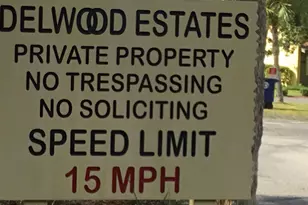 DELWOOD ESTATES
PRIVATE PROPERTY
NO TRESPASSING
NO SOLICITING
SPEED LIMIT
15 MPH